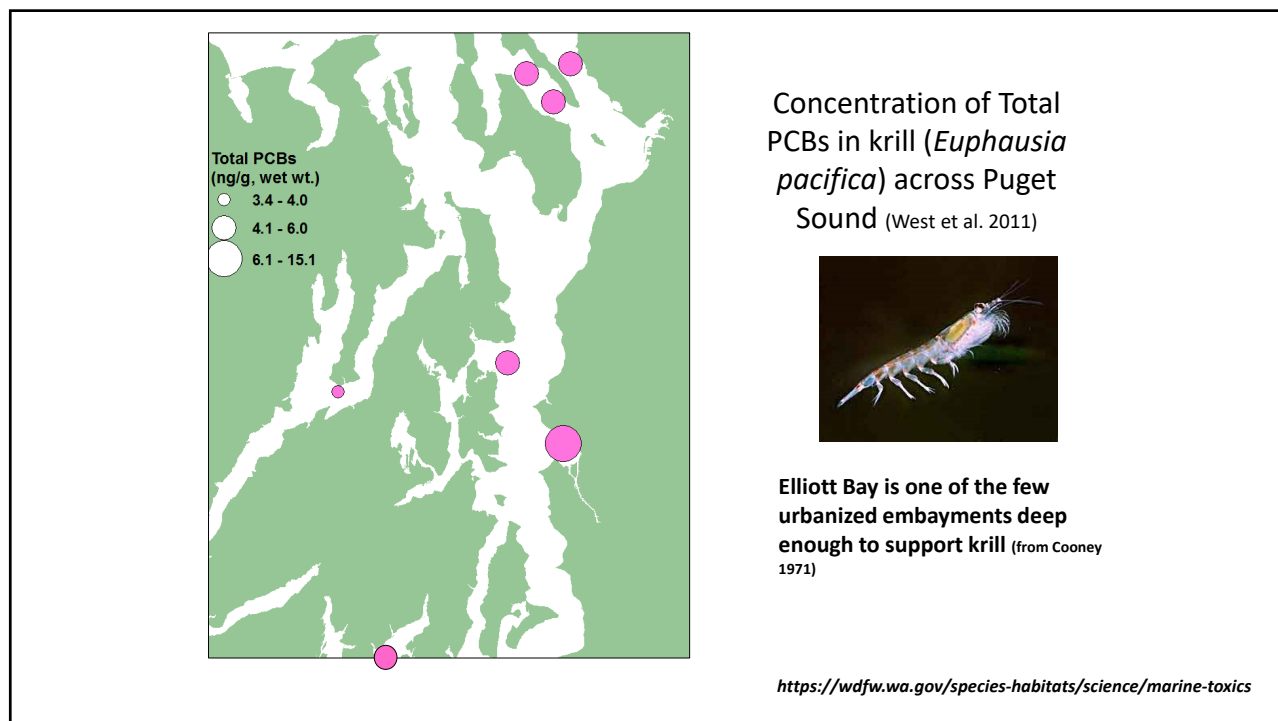 Total PCBs
(ng/g, wet wt.)
3.4 - 4.0
4.1 - 6.0
6.1 - 15.1
Concentration of Total
PCBs in krill (Euphausia
pacifica) across Puget
Sound (West et al. 2011)
Elliott Bay is one of the few
urbanized embayments deep
enough to support krill (from Cooney
1971)
https://wdfw.wa.gov/species-habitats/science/marine-toxics